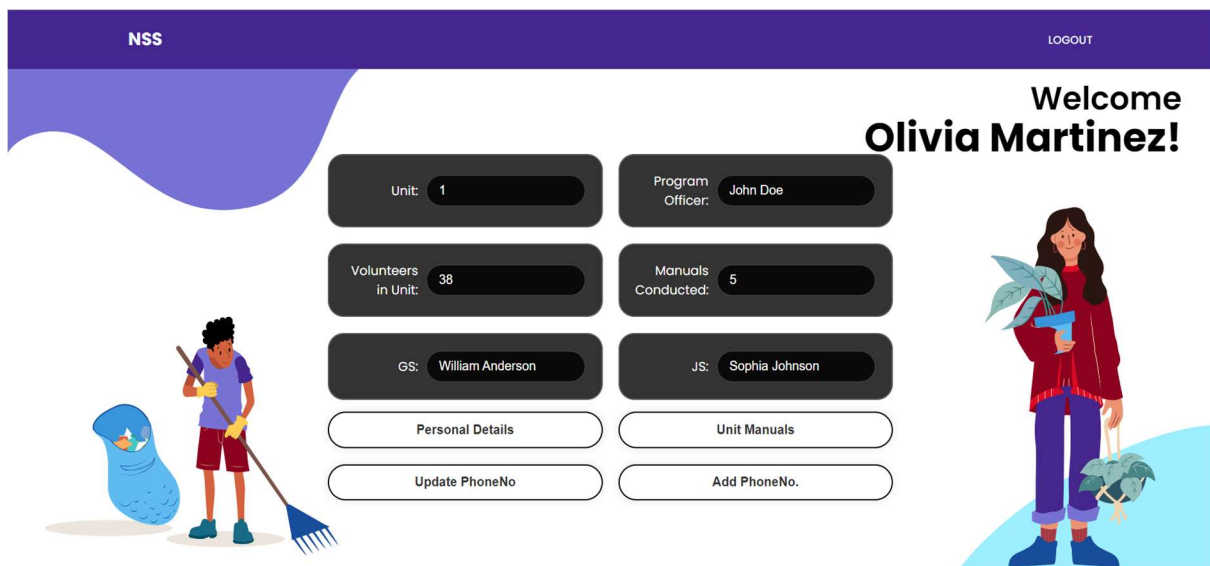 NSS
LOGOUT
Welcome
Olivia Martinez!
Unit:
1
Program
Officer:
John Doe
Volunteers
in Unit:
38
Manuals
Conducted:
5
GS:
William Anderson
JS:
Sophia Johnson
Personal Details
Unit Manuals
Update PhoneNo
Add PhoneNo.